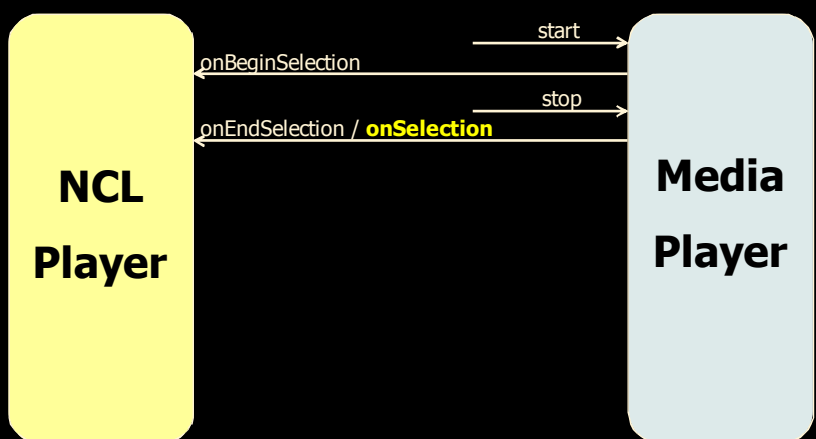 start
onBeginSelection
stop
onEndSelection / onSelection
NCL
Player
Media
Player